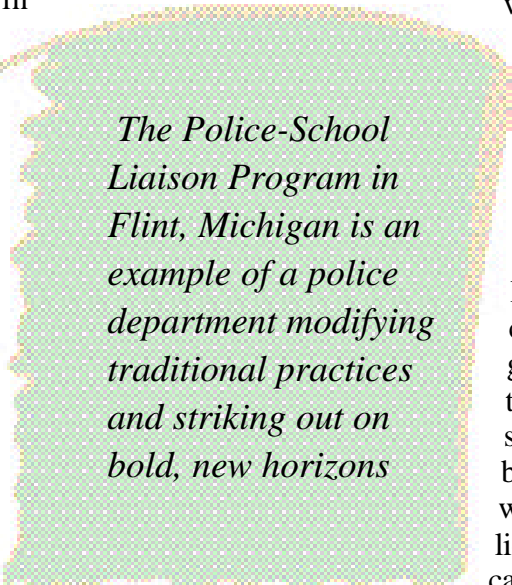 The Police-School
Liaison Program in
Flint, Michigan is an
example of a police
department modifying
traditional practices
and striking out on
bold, new horizons